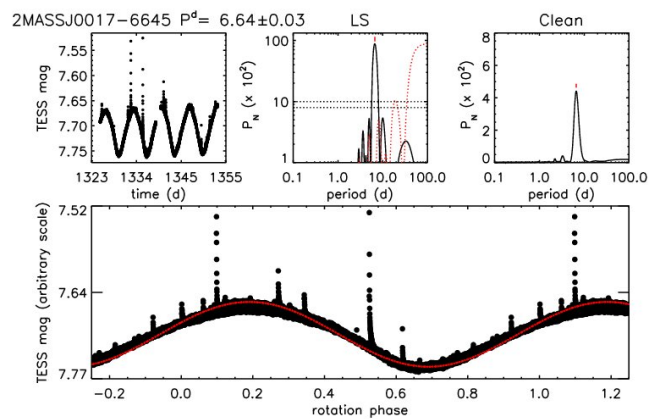 2MASSJ0017-6645 P^d= 6.64±0.03 LS Clean
7.55
7.60
7.65
7.70
7.75
TESS mag
1323 1334 1345 1355
time (d)
100
10
1
P_N (x 10^2)
0.1 1.0 10.0 100.0
period (d)
8
6
4
2
0
P_N (x 10^2)
0.1 1.0 10.0 100.0
period (d)
7.52
7.64
7.77
TESS mag (arbitrary scale)
−0.2 0.0 0.2 0.4 0.6 0.8 1.0 1.2
rotation phase